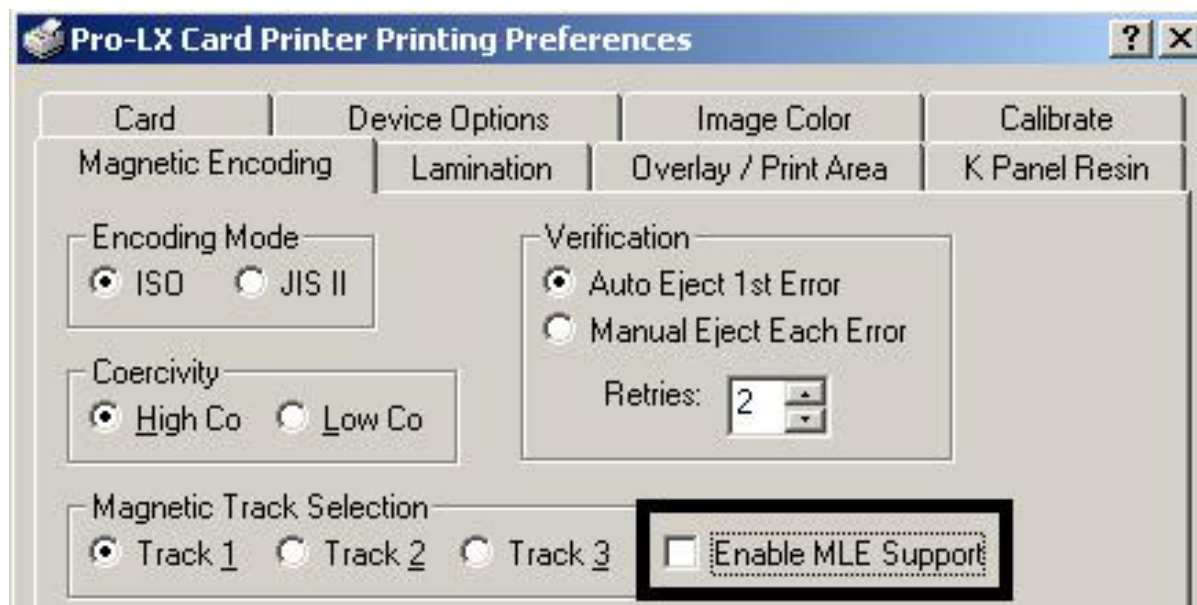 Pro-LX Card Printer Printing Preferences
Card Device Options Image Color Calibrate
Magnetic Encoding Lamination Overlay / Print Area K Panel Resin
Encoding Mode
ISO JIS II
Verification
Auto Eject 1st Error
Manual Eject Each Error
Retries: 2
Coercivity
High Co Low Co
Magnetic Track Selection
Track 1 Track 2 Track 3 Enable MLE Support